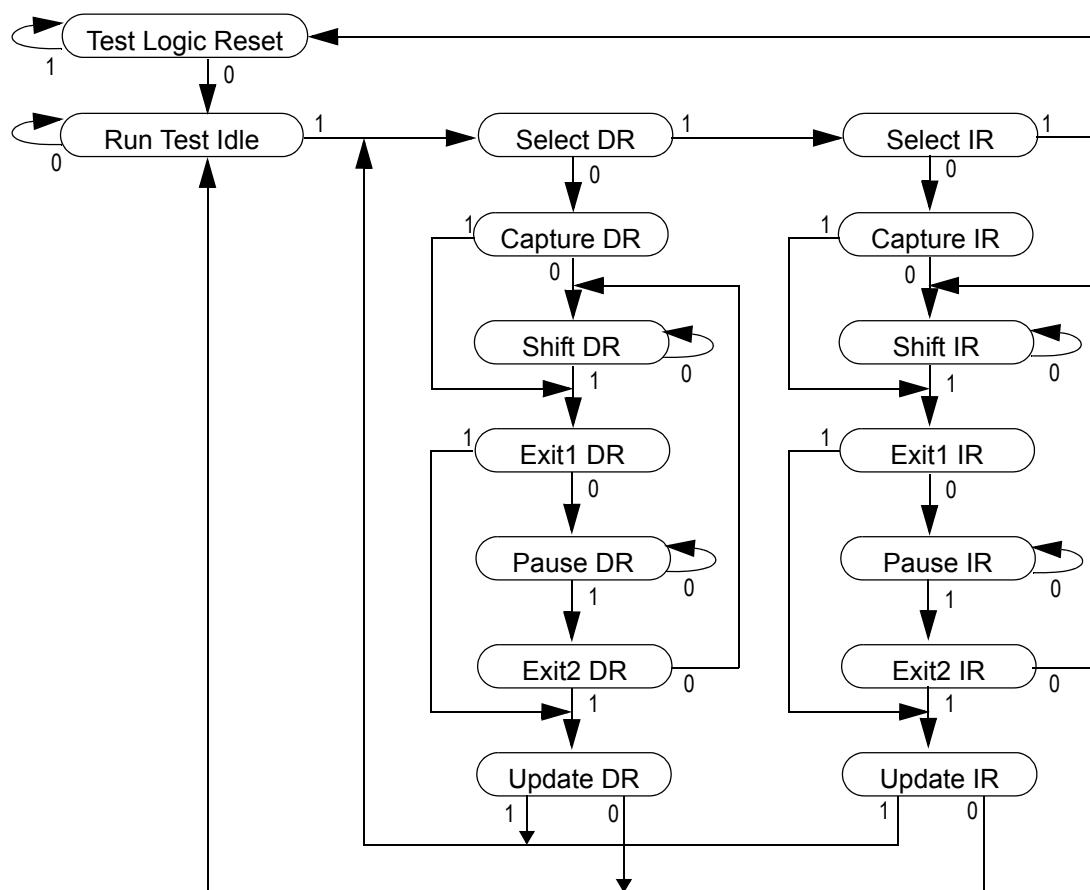 Test Logic Reset
1
0
Run Test Idle
1
Select DR
1
Select IR
1
0
0
0
1
Capture DR
1
Capture IR
0
0
Shift DR
Shift IR
0
0
1
1
1
Exit1 DR
1
Exit1 IR
0
0
Pause DR
Pause IR
0
0
1
1
Exit2 DR
Exit2 IR
0
0
1
1
Update DR
Update IR
1
0
1
0